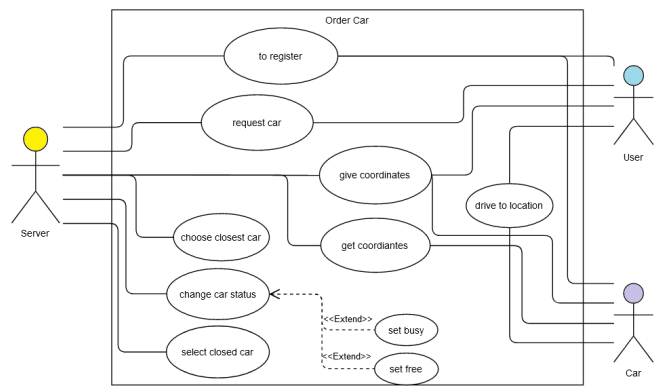 Order Car
to register
request car
give coordinates
drive to location
choose closest car
get coordiantes
change car status
<<Extend>>
set busy
select closed car
<<Extend>>
set free
Server
User
Car